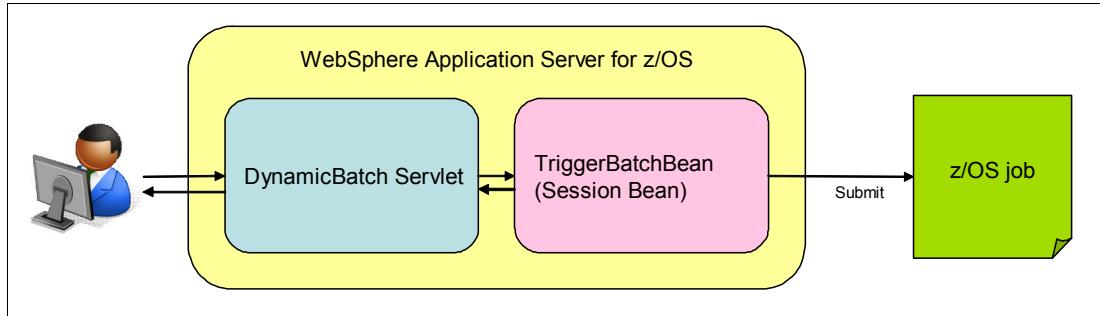 WebSphere Application Server for z/OS
DynamicBatch Servlet
TriggerBatchBean
(Session Bean)
Submit
z/OS job